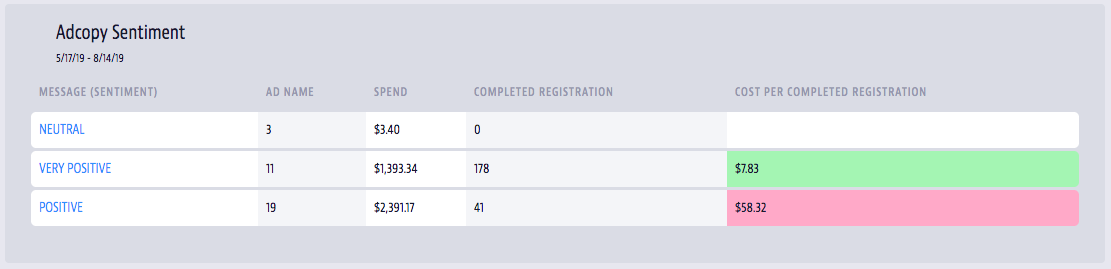 Adcopy Sentiment
5/17/19 - 8/14/19
MESSAGE (SENTIMENT) AD NAME SPEND COMPLETED REGISTRATION COST PER COMPLETED REGISTRATION
NEUTRAL 3 $3.40 0
VERY POSITIVE 11 $1,393.34 178 $7.83
POSITIVE 19 $2,391.17 41 $58.32